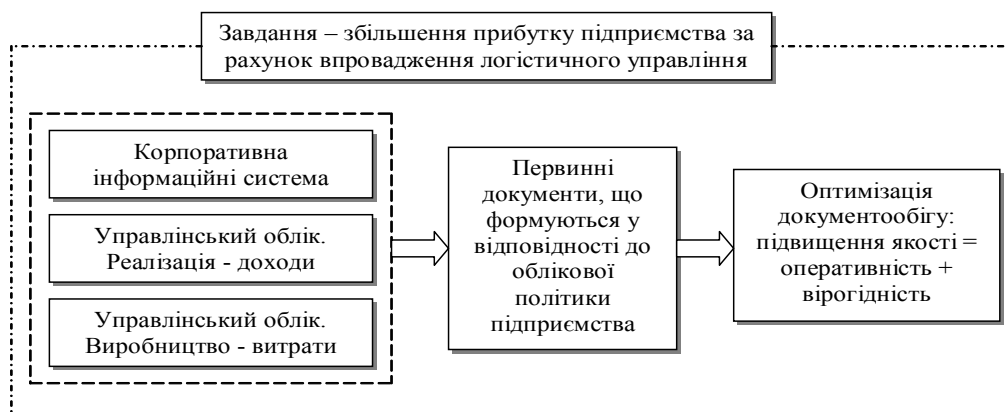 Завдання – збільшення прибутку підприємства за
рахунок впровадження логістичного управління
Корпоративна
інформаційні система
Управлінський облік.
Реалізація - доходи
Управлінський облік.
Виробництво - витрати
Первинні
документи, що
формуються у
відповідності до
облікової
політики
підприємства
Оптимізація
документообігу:
підвищення якості =
оперативність +
вірогідність